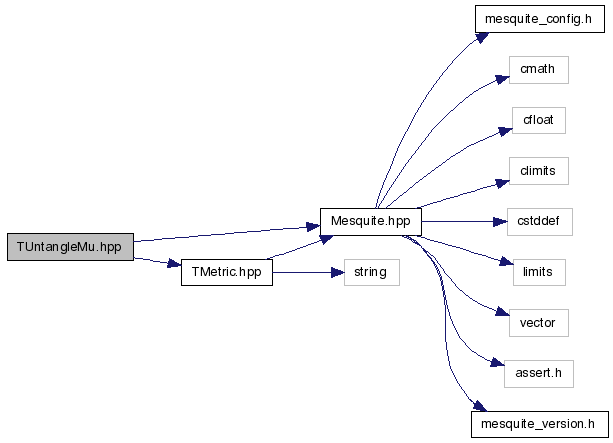 mesquite_config.h
cmath
cfloat
climits
Mesquite.hpp
cstddef
TUntangleMu.hpp
TMetric.hpp
string
limits
vector
assert.h
mesquite_version.h